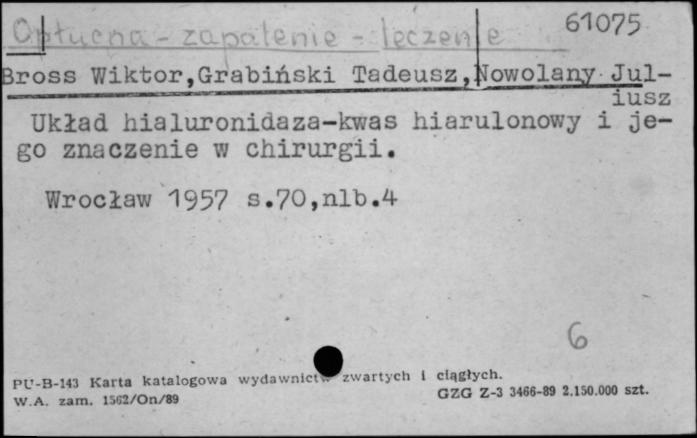 Opłucna - zapalenie - leczenie 61075
Bross Wiktor,Grabiński Tadeusz,Nowolany Jul-
iusz
Układ hialuronidaza-kwas hiarulonowy i je-
go znaczenie w chirurgii.
Wrocław 1957 s.70,nlb.4
6
PU-B-143 Karta katalogowa wydawnictw zwartych i ciągłych.
W.A. zam. 1562/On/89 GZG Z-3 3466-89 2.150.000 szt.